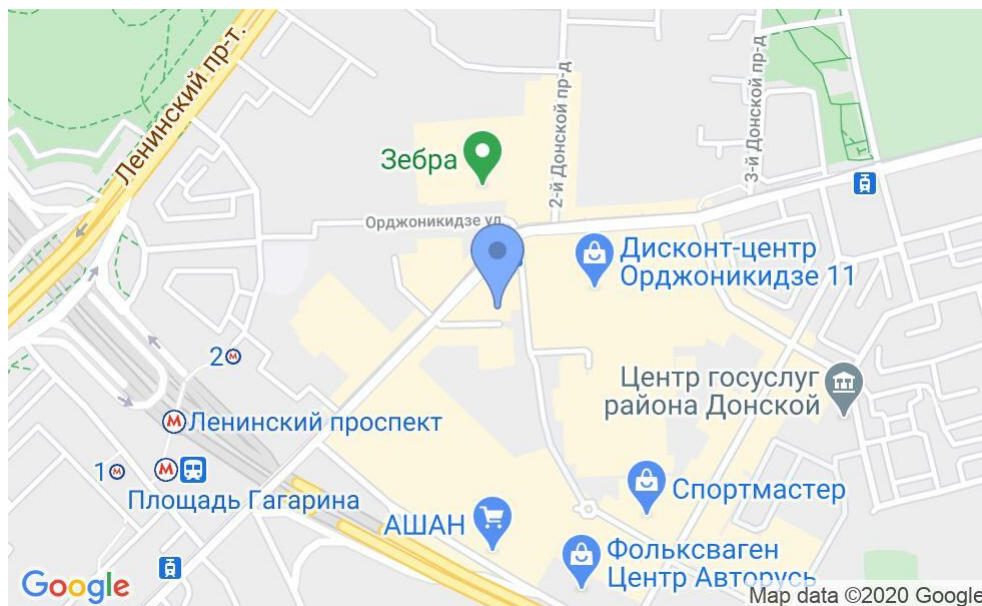 Ленинский пр-т.
2-й Донской пр-д
3-й Донской пр-д
Зебра
Орджоникидзе ул
Дисконт-центр
Орджоникидзе 11
2
Центр госуслуг
района Донской
Ленинский проспект
1
Площадь Гагарина
Спортмастер
АШАН
Фольксваген
Центр Авторусь
Google
Map data ©2020 Google